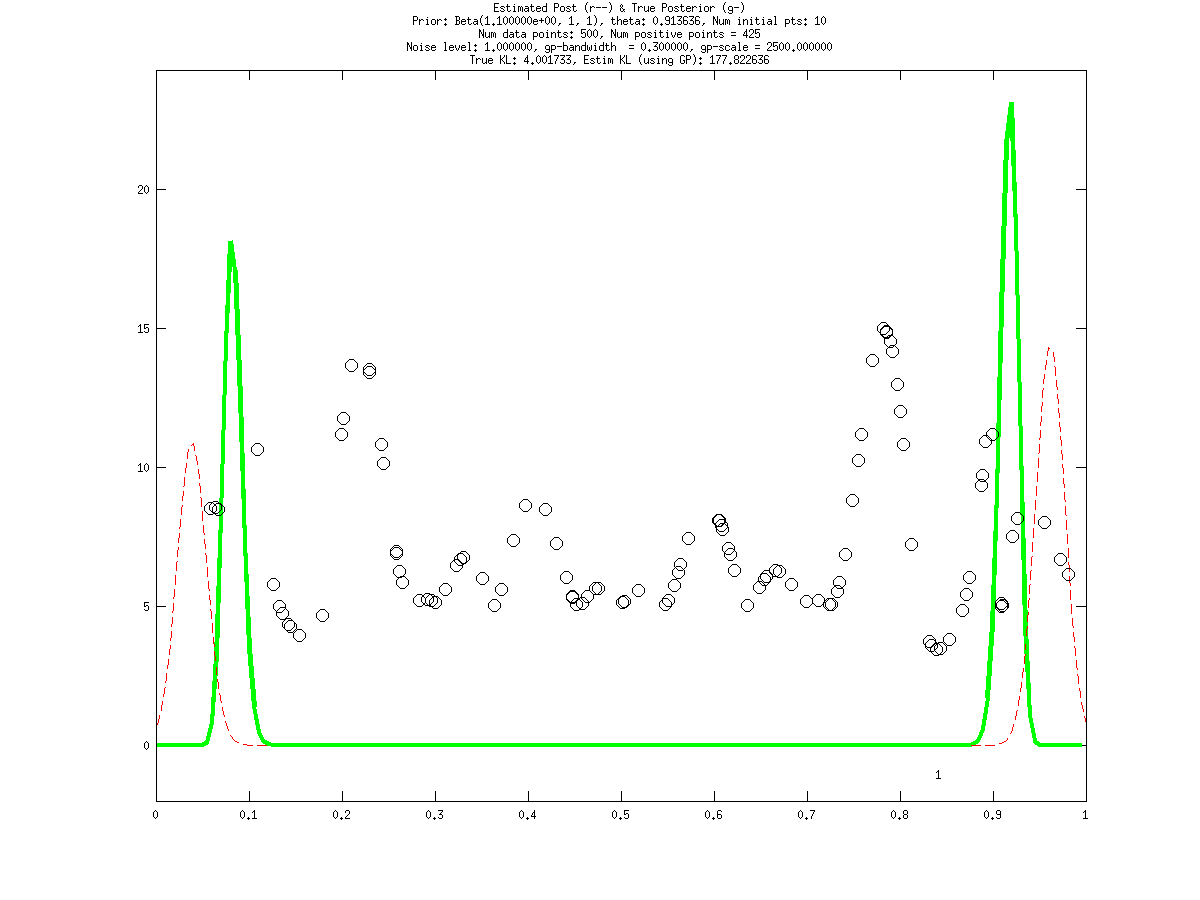 Estimated Post (r--) & True Posterior (g-)
Prior: Beta(1.100000e+00, 1, 1), theta: 0.913636, Num initial pts: 10
Num data points: 500, Num positive points = 425
Noise level: 1.000000, gp-bandwidth  = 0.300000, gp-scale = 2500.000000
True KL: 4.001733, Estim KL (using GP): 177.822636
20
15
10
5
0
1
0 0.1 0.2 0.3 0.4 0.5 0.6 0.7 0.8 0.9 1